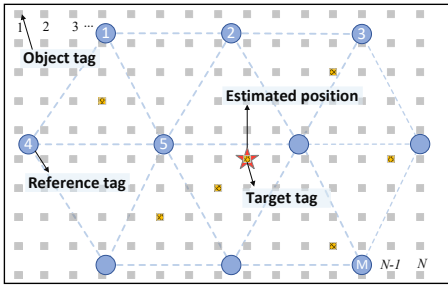 1 2 3 ...
1 2 3
Object tag
Estimated position
4 5
Reference tag
Target tag
M N-1 N